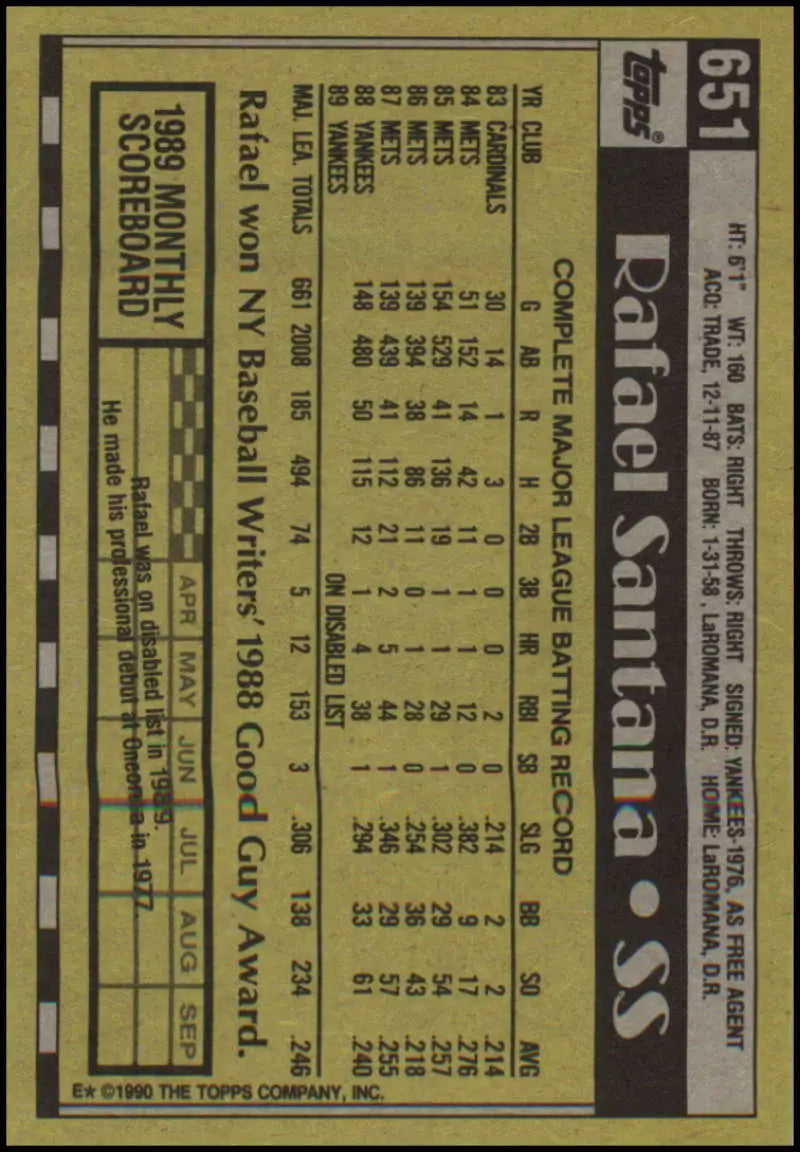 651
topps®
HT: 6'1" WT: 160 BATS: RIGHT THROWS: RIGHT SIGNED: YANKEES-1976, AS FREE AGENT
ACQ: TRADE, 12-11-87 BORN: 1-31-58, LaROMANA, D.R. HOME: LaROMANA, D.R.
Rafael Santana • SS
COMPLETE MAJOR LEAGUE BATTING RECORD
YR CLUB G AB R H 2B 3B HR RBI SB SLG BB SO AVG
83 CARDINALS 30 14 1 3 0 0 0 2 0 .214 2 2 .214
84 METS 51 152 14 42 11 1 1 12 0 .382 9 17 .276
85 METS 154 529 41 136 19 1 1 29 1 .302 29 54 .257
86 METS 139 394 38 86 11 0 1 28 0 .254 36 43 .218
87 METS 139 439 41 112 21 2 5 44 1 .346 29 57 .255
88 YANKEES 148 480 50 115 12 1 4 38 1 .294 33 61 .240
89 YANKEES ON DISABLED LIST
MAJ. LEA. TOTALS 661 2008 185 494 74 5 12 153 3 .306 138 234 .246
Rafael won NY Baseball Writers' 1988 Good Guy Award.
1989 MONTHLY
SCOREBOARD
APR MAY JUN JUL AUG SEP
Rafael was on disabled list in 1989.
He made his professional debut at Oneonta in 1977.
E* ©1990 THE TOPPS COMPANY, INC.